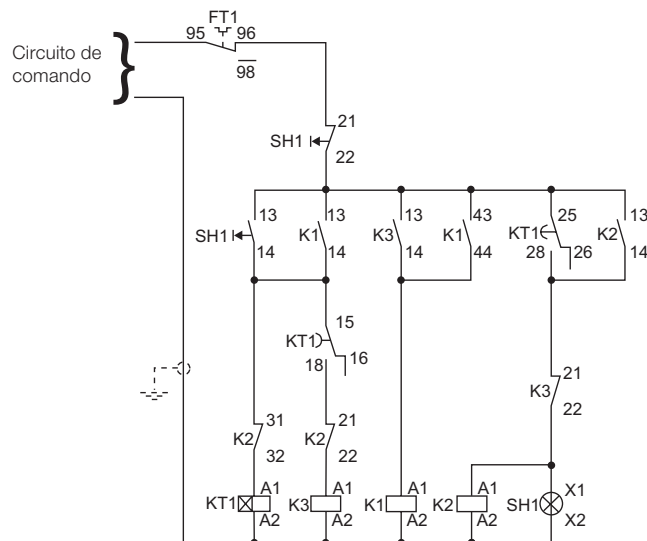 FT1
95 96
98
Circuito de
comando
21
SH1
22
13 13 13 43 25 13
SH1 K1 K3 K1 KT1 K2
14 14 14 44 28 26 14
15
KT1
18 16
21
K3
22
31 21
K2 K2
32 22
A1 A1 A1 A1 X1
KT1 K3 K1 K2 SH1
A2 A2 A2 A2 X2